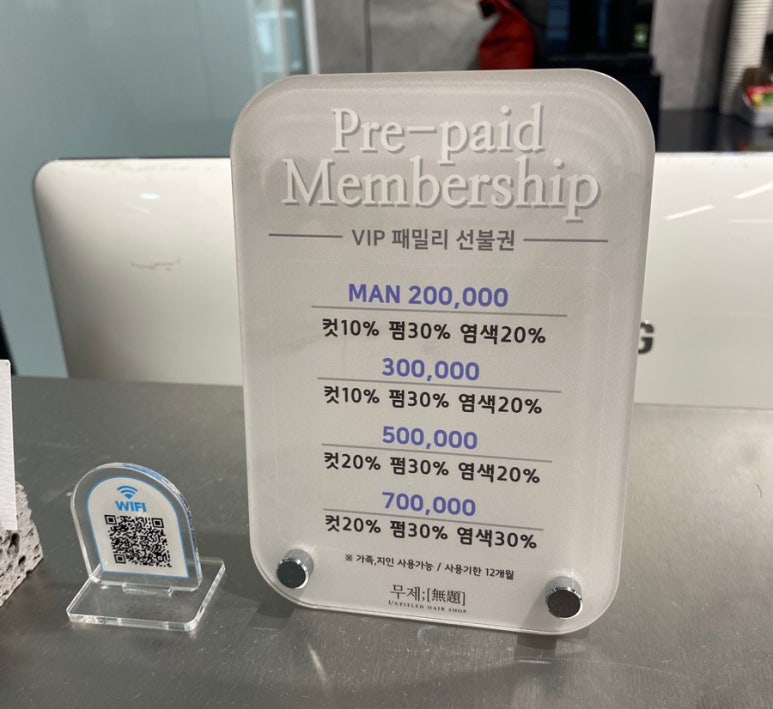 Pre-paid
Membership
VIP 패밀리 선불권
MAN 200,000
컷10% 펌30% 염색20%
300,000
컷10% 펌30% 염색20%
500,000
컷20% 펌30% 염색20%
700,000
컷20% 펌30% 염색30%
※ 가족,지인 사용가능 / 사용기한 12개월
무제;[無題]
UNTITLED HAIR SHOP
WiFi
G